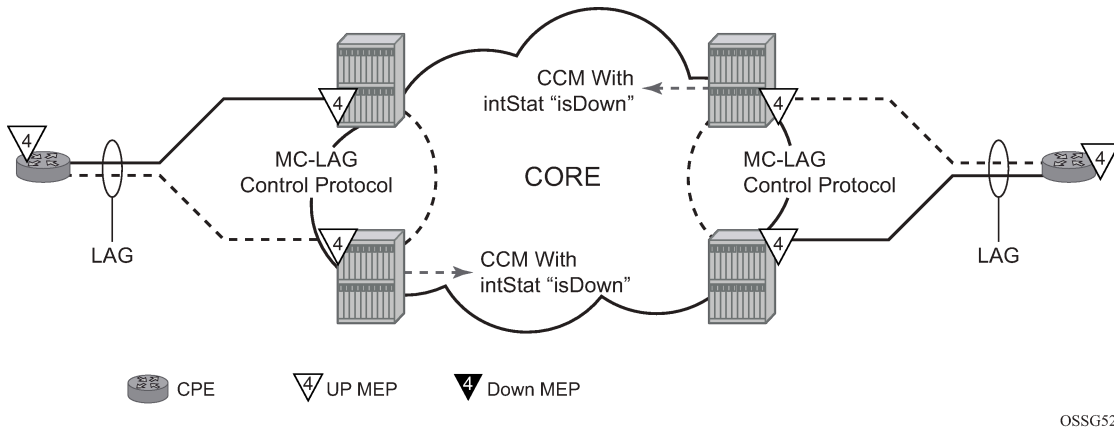 4
4
CCM With
intStat “isDown”
4
4
4
MC-LAG
Control Protocol
CORE
MC-LAG
Control Protocol
LAG
4
CCM With
intStat “isDown”
4
LAG
CPE
4 UP MEP
4 Down MEP
OSSG52